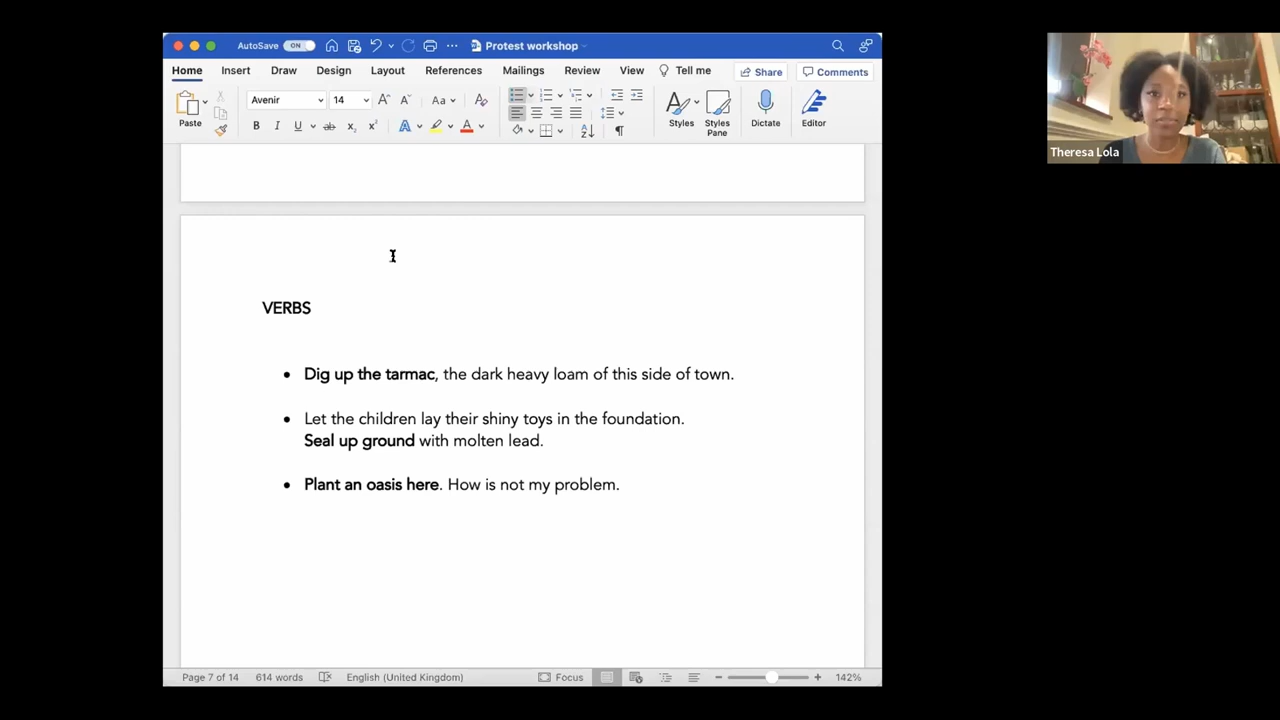 AutoSave ON Protest workshop
Home Insert Draw Design Layout References Mailings Review View Tell me Share Comments
Paste Avenir 14 Aa Styles Styles Pane Dictate Editor
B I U ab x₂ x² A A
Theresa Lola
VERBS
• Dig up the tarmac, the dark heavy loam of this side of town.
• Let the children lay their shiny toys in the foundation.
Seal up ground with molten lead.
• Plant an oasis here. How is not my problem.
Page 7 of 14 614 words English (United Kingdom) Focus 142%